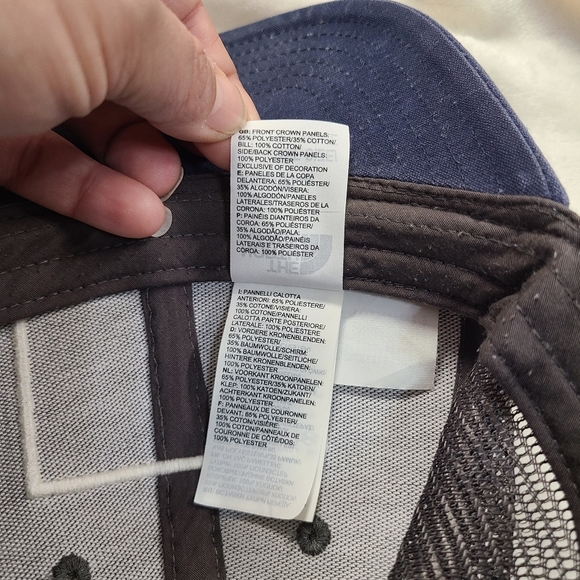 GB: FRONT CROWN PANELS:
65% POLYESTER/35% COTTON/
BILL: 100% COTTON/
SIDE/BACK CROWN PANELS:
100% POLYESTER
EXCLUSIVE OF DECORATION
E: PANELES DE LA COPA
DELANTERA: 65% POLIÉSTER/
35% ALGODÓN/VISERA:
100% ALGODÓN/PANELES
LATERALES/TRASEROS DE LA
CORONA: 100% POLIÉSTER
P: PAINÉIS DIANTEIROS DA
COROA: 65% POLIÉSTER/
35% ALGODÃO/PALA:
100% ALGODÃO/PAINÉIS
LATERAIS E TRASEIROS DA
COROA: 100% POLIÉSTER
THE
I: PANNELLI CALOTTA
ANTERIORI: 65% POLIESTERE/
35% COTONE/VISIERA:
100% COTONE/PANNELLI
CALOTTA PARTE POSTERIORE/
LATERALE: 100% POLIESTERE
D: VORDERE KRONENBLENDEN:
65% POLYESTER/
35% BAUMWOLLE/SCHIRM:
100% BAUMWOLLE/SEITLICHE/
HINTERE KRONENBLENDEN:
100% POLYESTER
NL: VOORKANT KROONPANELEN:
65% POLYESTER/35% KATOEN/
KLEP: 100% KATOEN/ZIJKANT/
ACHTERKANT KROONPANELEN:
100% POLYESTER
F: PANNEAUX DE COURONNE
DEVANT: 65% POLYESTER/
35% COTON/VISIÈRE:
100% COTON/PANNEAUX DE
COURONNE DE CÔTÉ/DOS:
100% POLYESTER